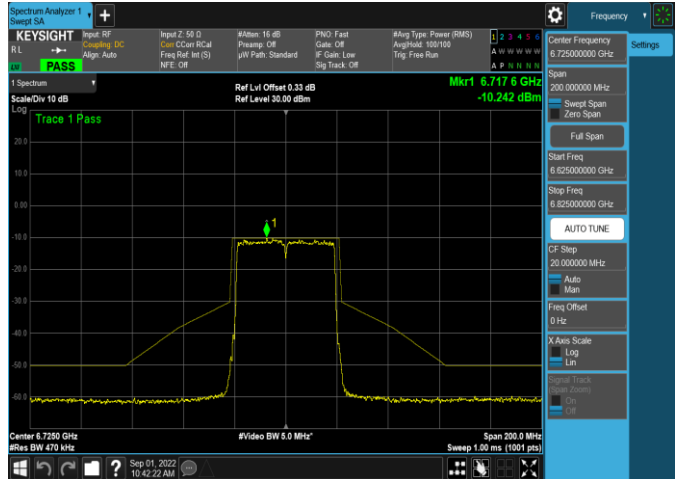 Spectrum Analyzer 1
Swept SA
+
Frequency
KEYSIGHT
R L
AW
PASS
Input: RF
Coupling: DC
Align: Auto
Input Z: 50 Ω
Corr CCorr RCal
Freq Ref: Int (S)
NFE: Off
#Atten: 16 dB
Preamp: Off
µW Path: Standard
PNO: Fast
Gate: Off
IF Gain: Low
Sig Track: Off
#Avg Type: Power (RMS)
Avg|Hold: 100/100
Trig: Free Run
1 2 3 4 5 6
A W W W W W
A P N N N N
1 Spectrum
Scale/Div 10 dB
Log
Ref Lvl Offset 0.33 dB
Ref Level 30.00 dBm
Mkr1 6.717 6 GHz
-10.242 dBm
Trace 1 Pass
20.0
10.0
0.00
-10.0
-20.0
-30.0
-40.0
-50.0
-60.0
1
Center 6.7250 GHz
#Res BW 470 kHz
#Video BW 5.0 MHz*
Span 200.0 MHz
Sweep 1.00 ms (1001 pts)
?
Sep 01, 2022
10:42:22 AM
Center Frequency
6.725000000 GHz
Settings
Span
200.000000 MHz
Swept Span
Zero Span
Full Span
Start Freq
6.625000000 GHz
Stop Freq
6.825000000 GHz
AUTO TUNE
CF Step
20.000000 MHz
Auto
Man
Freq Offset
0 Hz
X Axis Scale
Log
Lin
Signal Track
(Span Zoom)
On
Off